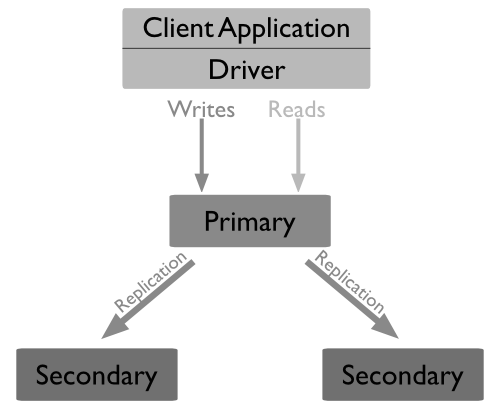 Client Application
Driver
Writes
Reads
Primary
Replication
Replication
Secondary
Secondary